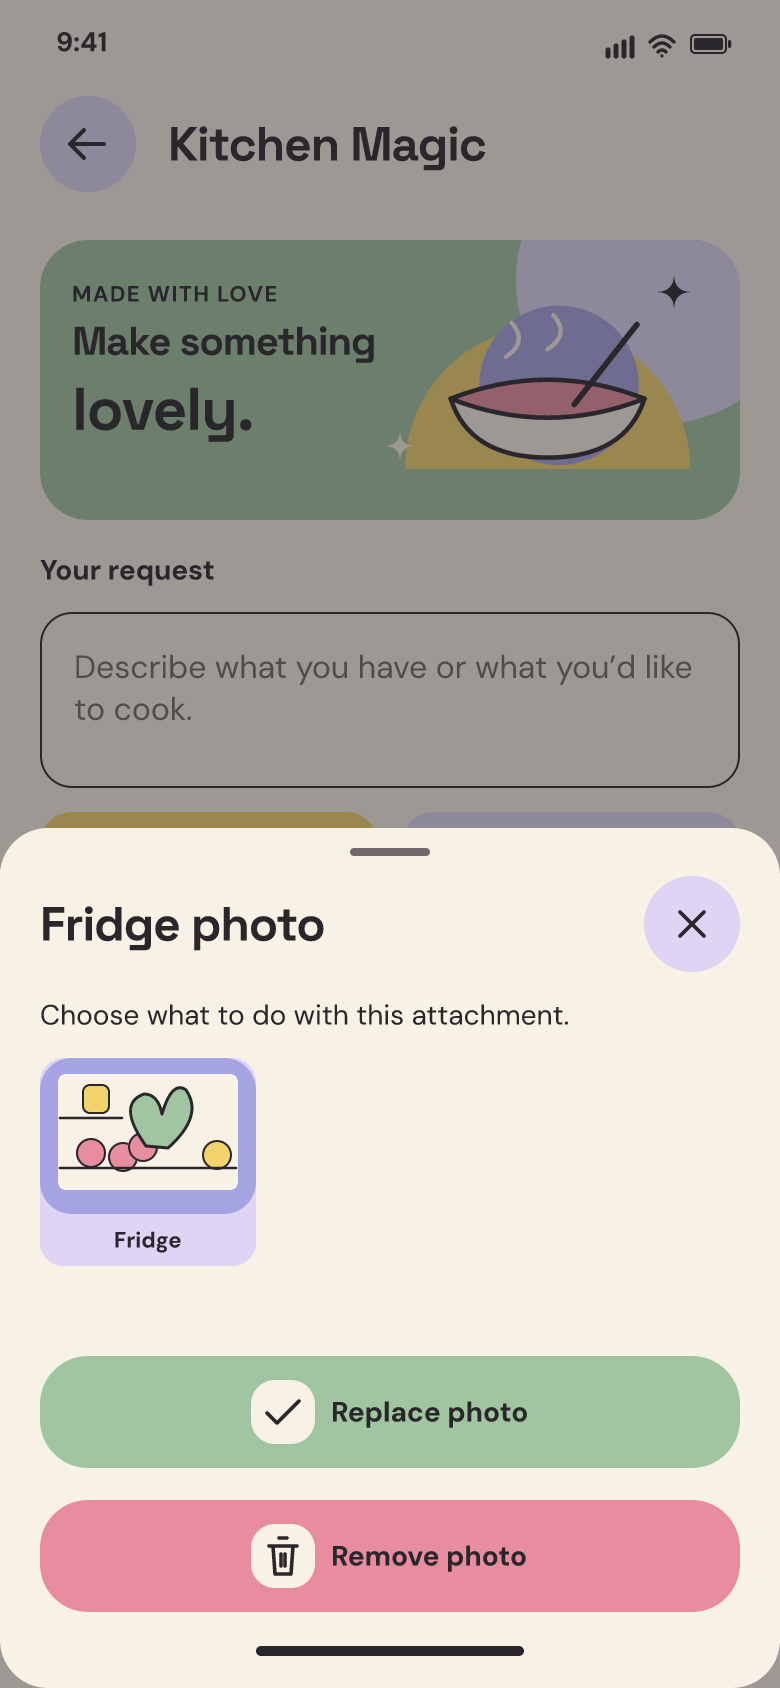 9:41
Kitchen Magic
MADE WITH LOVE
Make something
lovely.
Your request
Describe what you have or what you’d like
to cook.
Fridge photo
Choose what to do with this attachment.
Fridge
Replace photo
Remove photo